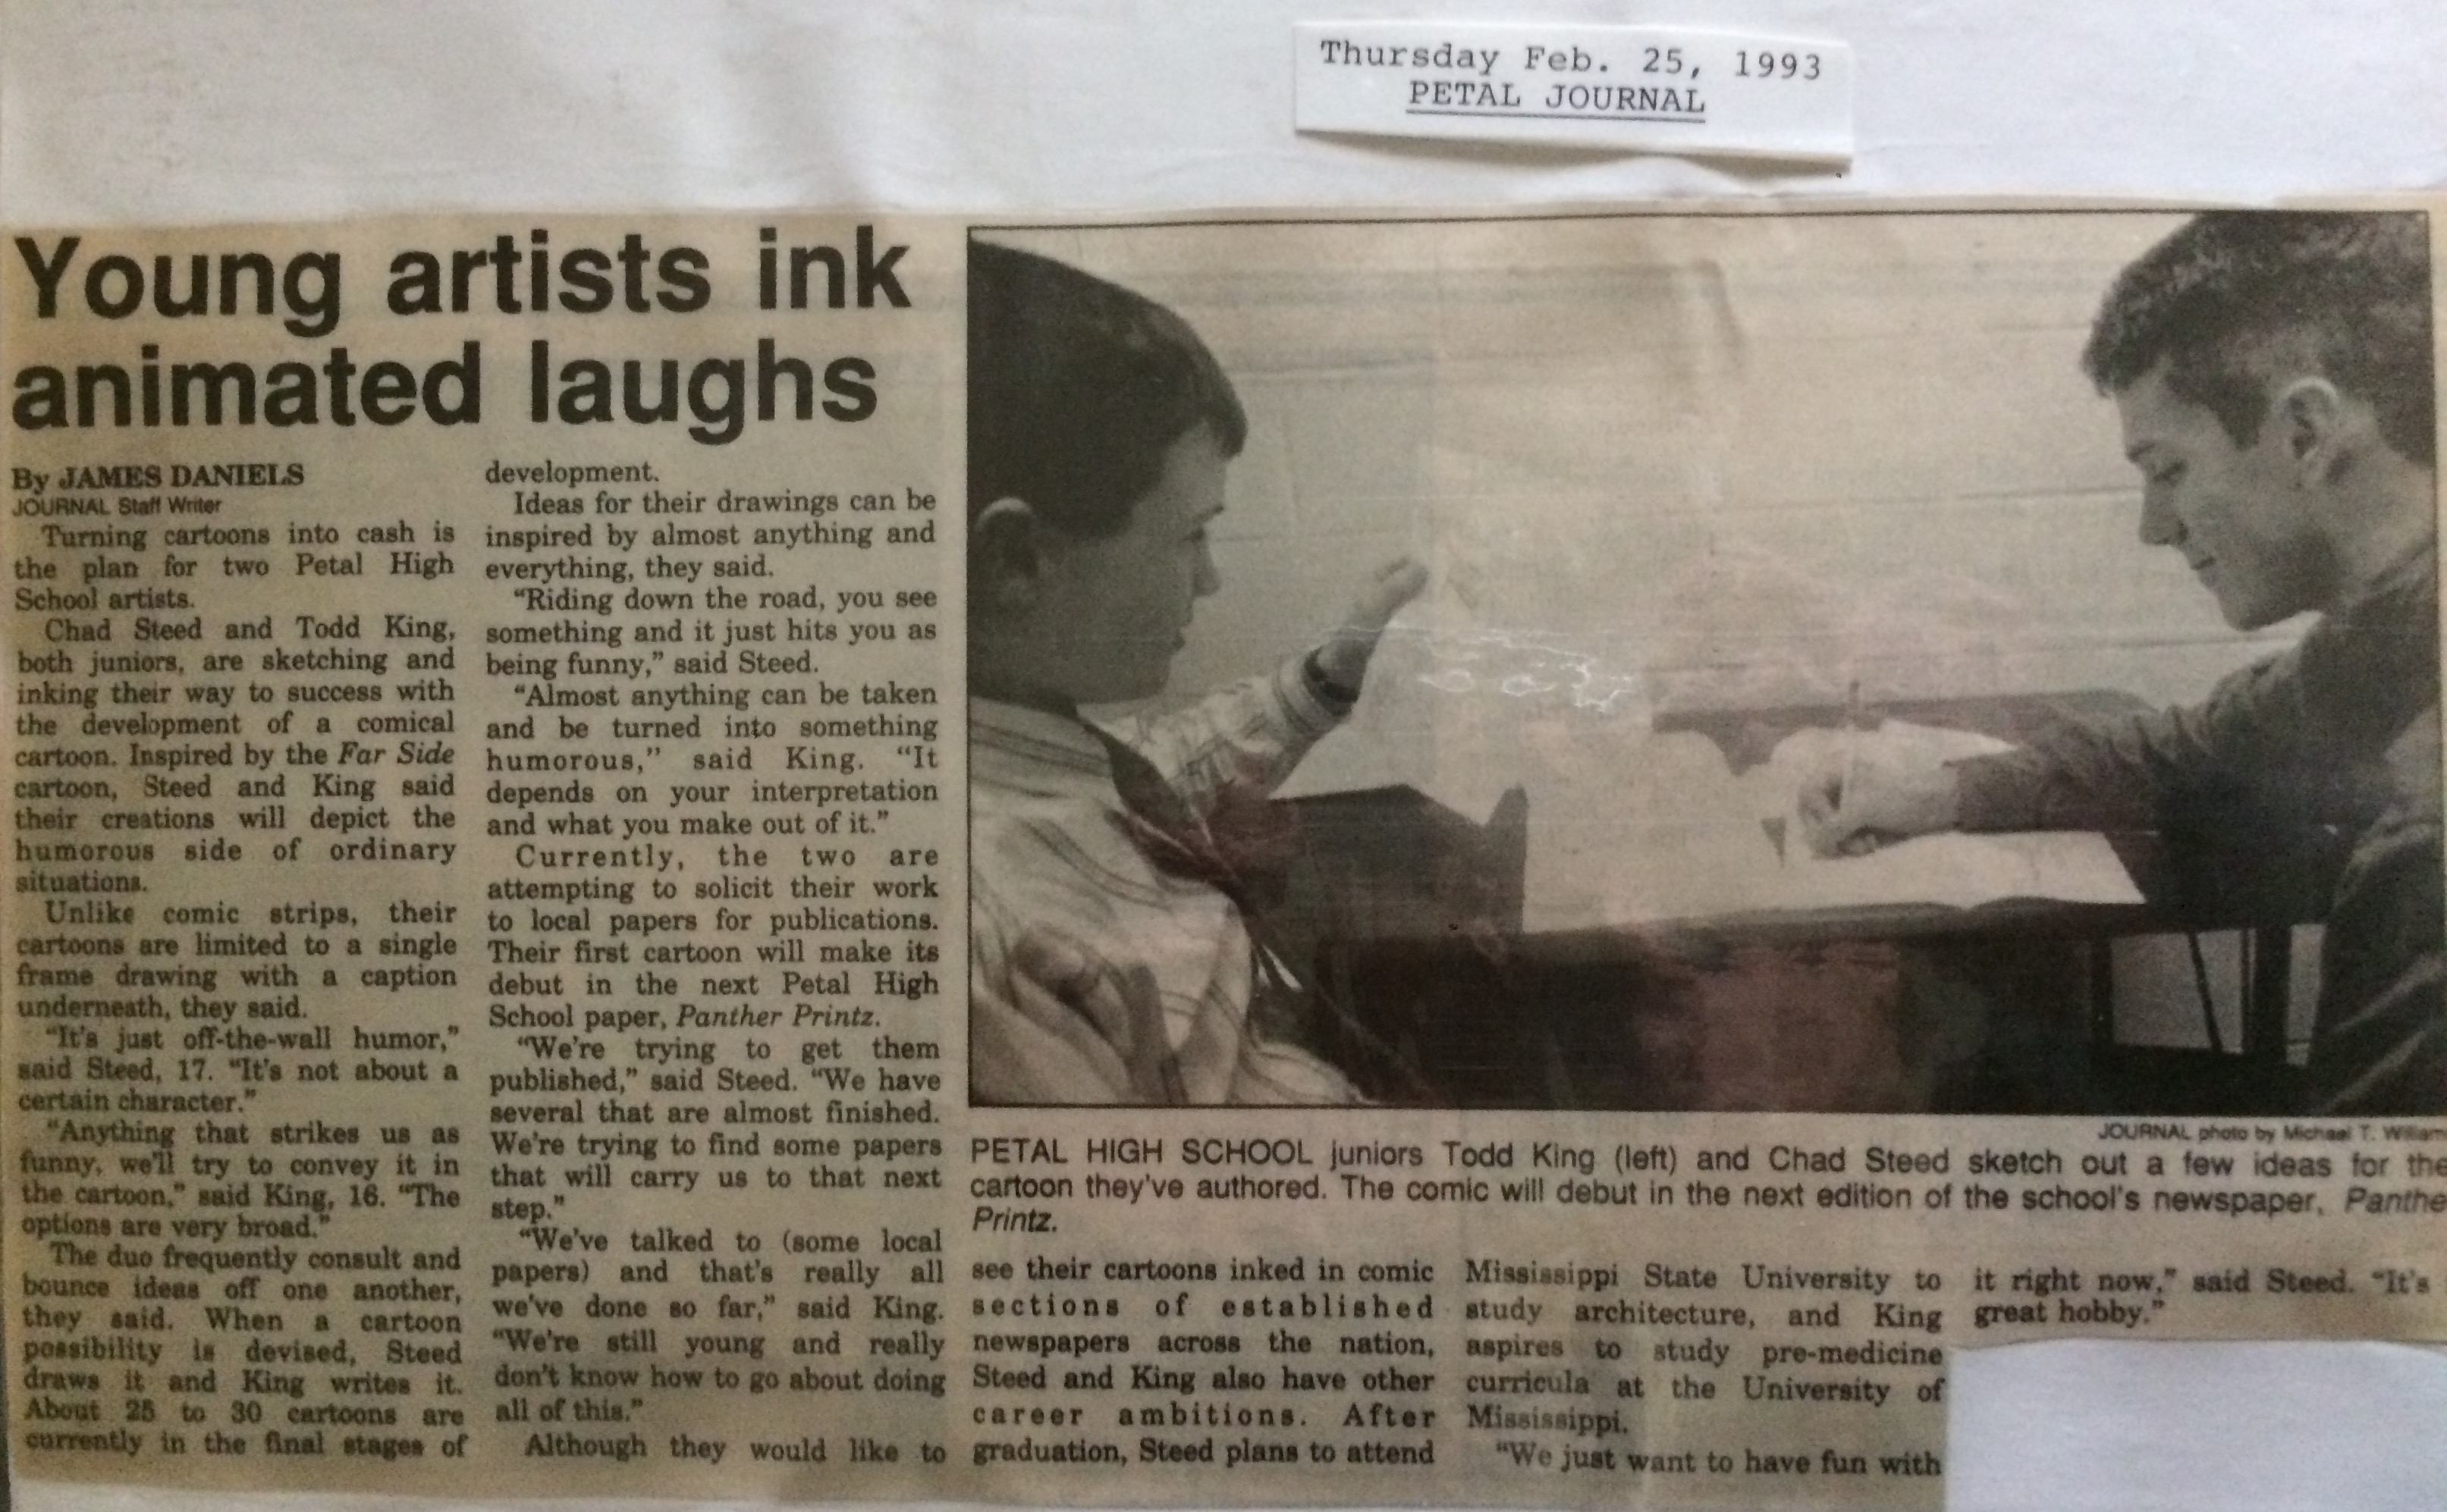 Thursday Feb. 25, 1993
PETAL JOURNAL
Young artists ink
animated laughs
By JAMES DANIELS
JOURNAL Staff Writer
Turning cartoons into cash is
the plan for two Petal High
School artists.
Chad Steed and Todd King,
both juniors, are sketching and
inking their way to success with
the development of a comical
cartoon. Inspired by the Far Side
cartoon, Steed and King said
their creations will depict the
humorous side of ordinary
situations.
Unlike comic strips, their
cartoons are limited to a single
frame drawing with a caption
underneath, they said.
“It's just off-the-wall humor,”
said Steed, 17. “It's not about a
certain character.”
“Anything that strikes us as
funny, we'll try to convey it in
the cartoon,” said King, 16. “The
options are very broad.”
The duo frequently consult and
bounce ideas off one another,
they said. When a cartoon
possibility is devised, Steed
draws it and King writes it.
About 25 to 30 cartoons are
currently in the final stages of
development.
Ideas for their drawings can be
inspired by almost anything and
everything, they said.
“Riding down the road, you see
something and it just hits you as
being funny,” said Steed.
“Almost anything can be taken
and be turned into something
humorous,” said King. “It
depends on your interpretation
and what you make out of it.”
Currently, the two are
attempting to solicit their work
to local papers for publications.
Their first cartoon will make its
debut in the next Petal High
School paper, Panther Printz.
“We're trying to get them
published,” said Steed. “We have
several that are almost finished.
We're trying to find some papers
that will carry us to that next
step.”
“We've talked to (some local
papers) and that's really all
we've done so far,” said King.
“We're still young and really
don't know how to go about doing
all of this.”
Although they would like to
JOURNAL photo by Michael T. William
PETAL HIGH SCHOOL juniors Todd King (left) and Chad Steed sketch out a few ideas for the
cartoon they've authored. The comic will debut in the next edition of the school's newspaper, Panthe
Printz.
see their cartoons inked in comic
sections of established
newspapers across the nation,
Steed and King also have other
career ambitions. After
graduation, Steed plans to attend
Mississippi State University to
study architecture, and King
aspires to study pre-medicine
curricula at the University of
Mississippi.
“We just want to have fun with
it right now,” said Steed. “It's
great hobby.”